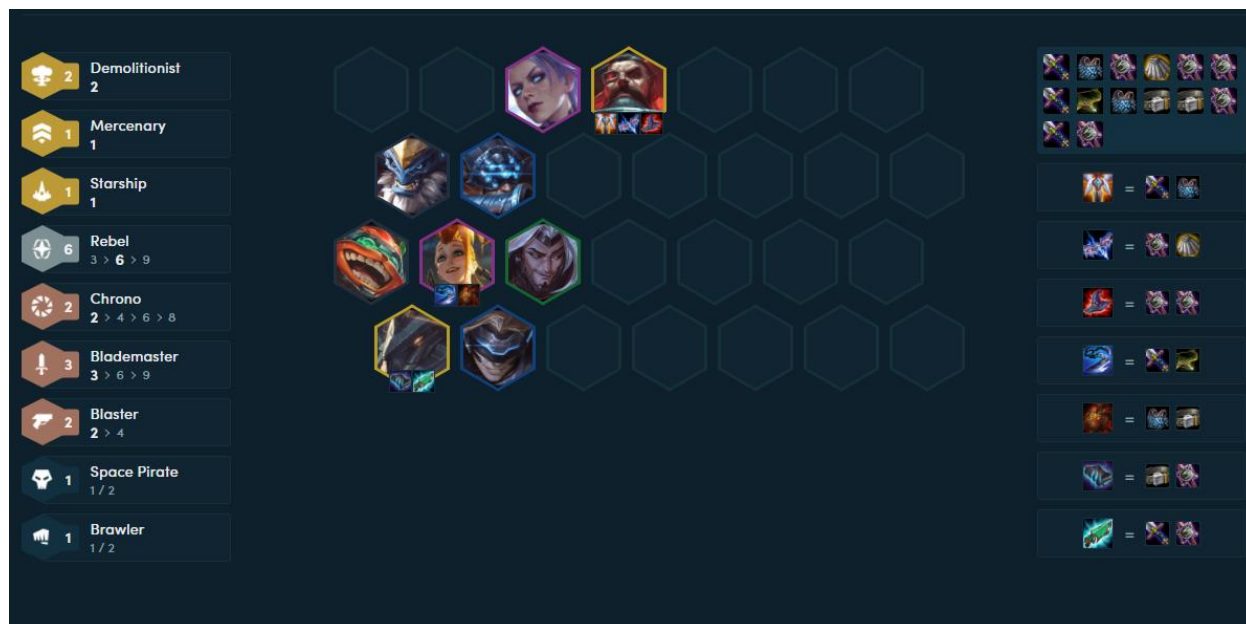 2 Demolitionist
2
1 Mercenary
1
1 Starship
1
6 Rebel
3 > 6 > 9
2 Chrono
2 > 4 > 6 > 8
3 Blademaster
3 > 6 > 9
2 Blaster
2 > 4
1 Space Pirate
1 / 2
1 Brawler
1 / 2
=
=
=
=
=
=
=